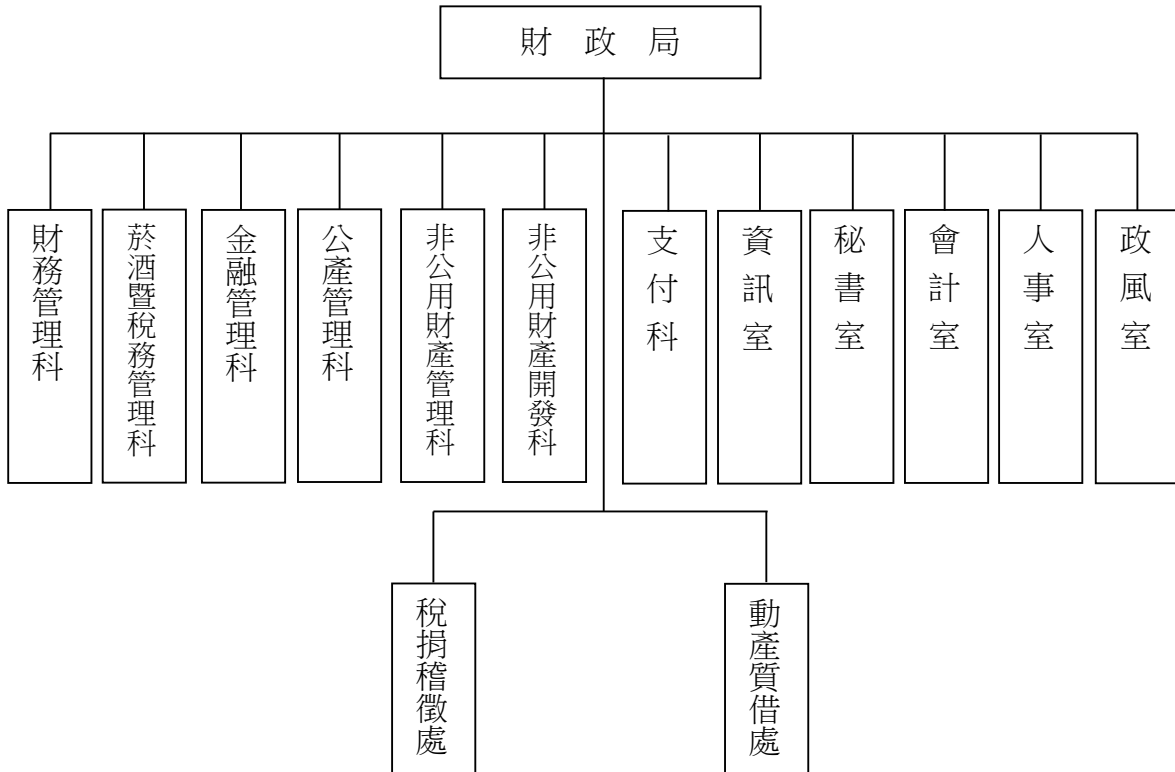 財政局
財務管理科
菸酒暨稅務管理科
金融管理科
公產管理科
非公用財產管理科
非公用財產開發科
支付科
資訊室
秘書室
會計室
人事室
政風室
稅捐稽徵處
動產質借處